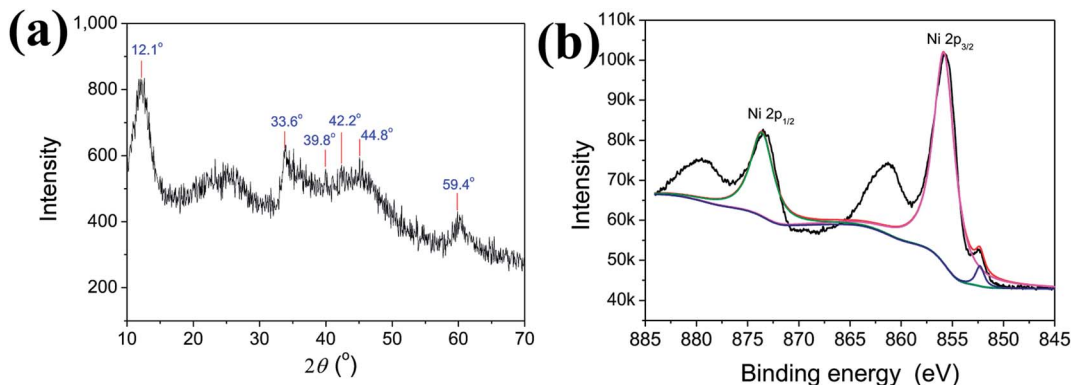 (a)
1,000
800
600
400
200
Intensity
12.1°
33.6°
39.8°
42.2°
44.8°
59.4°
10 20 30 40 50 60 70
2θ (°)
(b)
110k
100k
90k
80k
70k
60k
50k
40k
Intensity
Ni 2p₃/₂
Ni 2p₁/₂
885 880 875 870 865 860 855 850 845
Binding energy (eV)